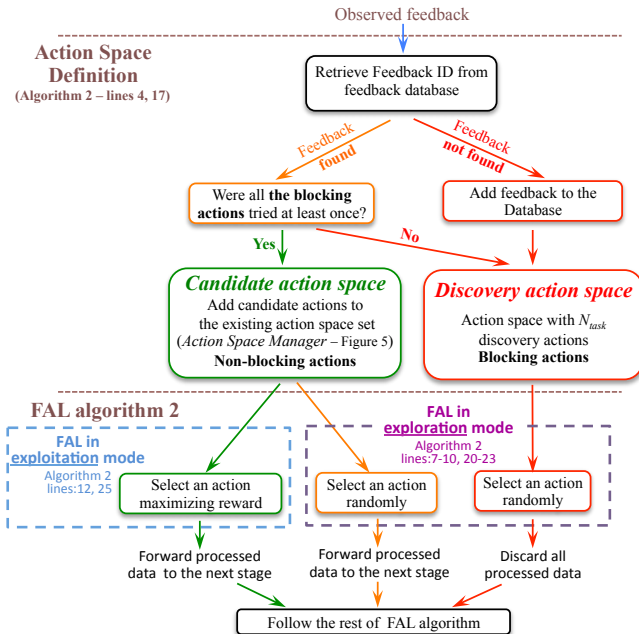 Observed feedback
Action Space
Definition
(Algorithm 2 – lines 4, 17)
Retrieve Feedback ID from
feedback database
Feedback
found
Feedback
not found
Were all the blocking
actions tried at least once?
Add feedback to the
Database
Yes
No
Candidate action space
Add candidate actions to
the existing action space set
(Action Space Manager – Figure 5)
Non-blocking actions
Discovery action space
Action space with N_task
discovery actions
Blocking actions
FAL algorithm 2
FAL in
exploitation mode
Algorithm 2
lines:12, 25
FAL in
exploration mode
Algorithm 2
lines:7-10, 20-23
Select an action
maximizing reward
Select an action
randomly
Select an action
randomly
Forward processed
data to the next stage
Forward processed
data to the next stage
Discard all
processed data
Follow the rest of FAL algorithm